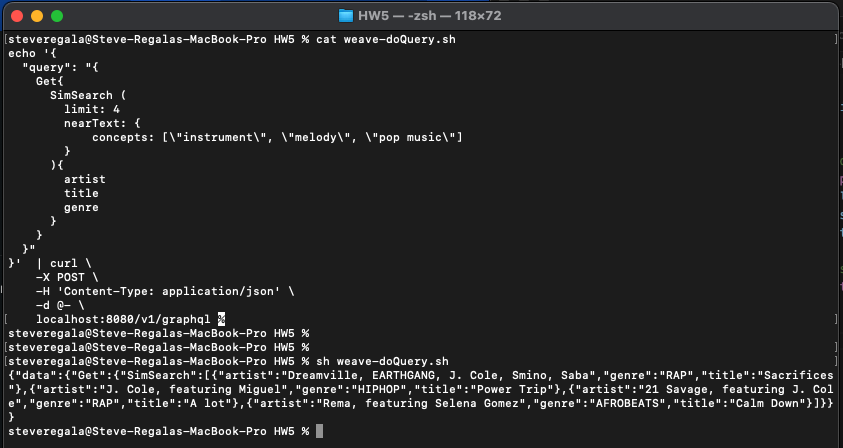 HW5 — -zsh — 118×72
[steveregala@Steve-Regalas-MacBook-Pro HW5 % cat weave-doQuery.sh ]
echo '{
  "query": "{
    Get{
      SimSearch (
        limit: 4
        nearText: {
            concepts: [\"instrument\", \"melody\", \"pop music\"]
        }
      ){
        artist
        title
        genre
      }
    }
  }"
}'  | curl \
    -X POST \
    -H 'Content-Type: application/json' \
    -d @- \
[    localhost:8080/v1/graphql % ]
steveregala@Steve-Regalas-MacBook-Pro HW5 %
[steveregala@Steve-Regalas-MacBook-Pro HW5 % ]
[steveregala@Steve-Regalas-MacBook-Pro HW5 % sh weave-doQuery.sh ]
{"data":{"Get":{"SimSearch":[{"artist":"Dreamville, EARTHGANG, J. Cole, Smino, Saba","genre":"RAP","title":"Sacrifices
"},{"artist":"J. Cole, featuring Miguel","genre":"HIPHOP","title":"Power Trip"},{"artist":"21 Savage, featuring J. Col
e","genre":"RAP","title":"A lot"},{"artist":"Rema, featuring Selena Gomez","genre":"AFROBEATS","title":"Calm Down"}]}}
}
steveregala@Steve-Regalas-MacBook-Pro HW5 %